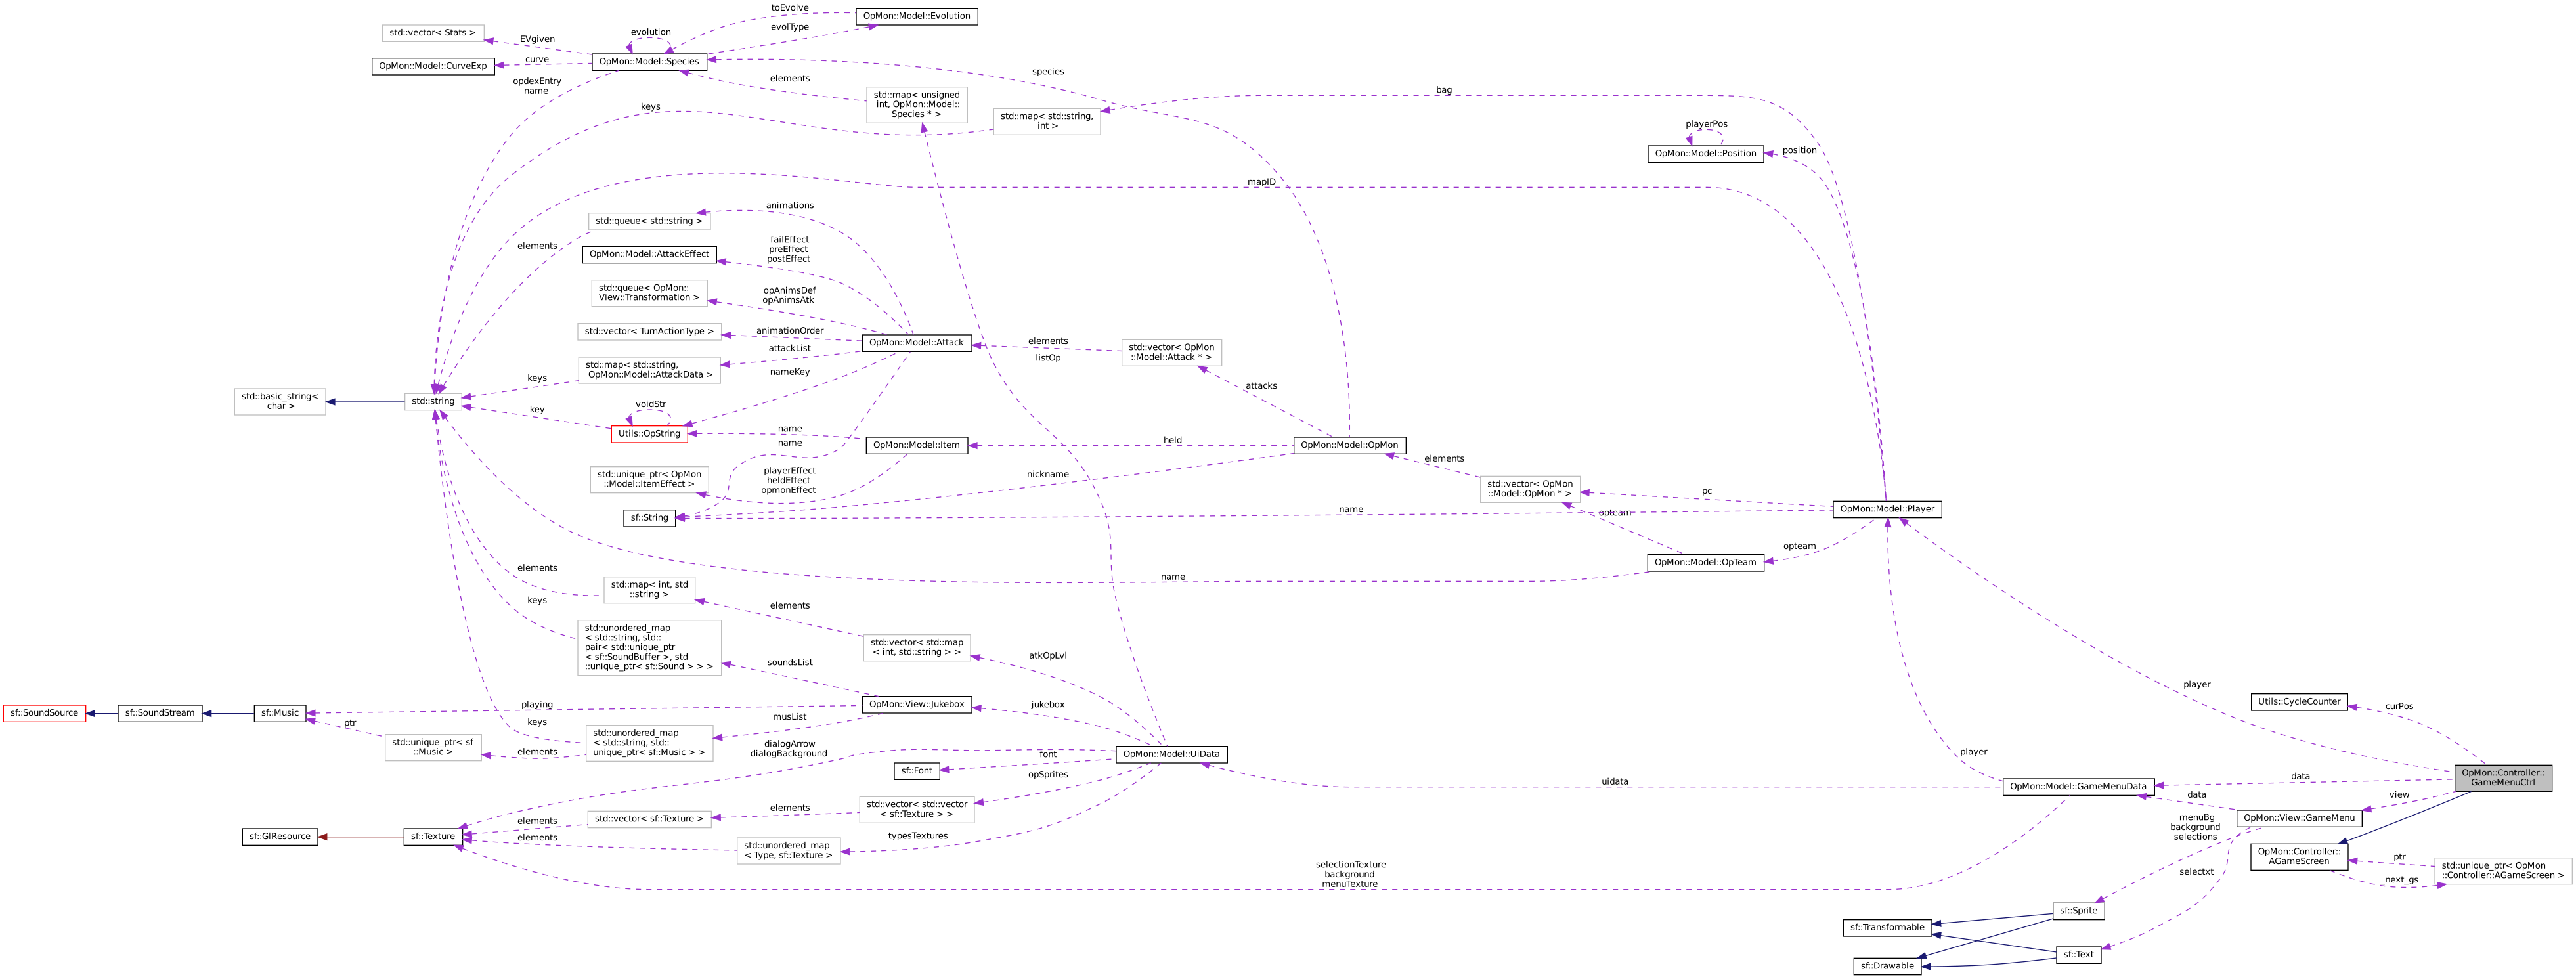 toEvolve
OpMon::Model::Evolution
evolType
std::vector< Stats >
evolution
EVgiven
OpMon::Model::Species
curve
OpMon::Model::CurveExp
species
elements
opdexEntry
name
bag
std::map< unsigned
int, OpMon::Model::
Species * >
keys
std::map< std::string,
int >
playerPos
OpMon::Model::Position
position
mapID
animations
std::queue< std::string >
elements
failEffect
preEffect
postEffect
OpMon::Model::AttackEffect
std::queue< OpMon::
View::Transformation >
opAnimsDef
opAnimsAtk
std::vector< TurnActionType >
animationOrder
OpMon::Model::Attack
elements
std::vector< OpMon
::Model::Attack * >
listOp
attackList
std::map< std::string,
OpMon::Model::AttackData >
nameKey
keys
attacks
std::basic_string<
char >
std::string
voidStr
key
Utils::OpString
name
OpMon::Model::Item
held
OpMon::Model::OpMon
name
elements
std::unique_ptr< OpMon
::Model::ItemEffect >
playerEffect
heldEffect
opmonEffect
nickname
std::vector< OpMon
::Model::OpMon * >
pc
sf::String
name
opteam
OpMon::Model::Player
opteam
OpMon::Model::OpTeam
elements
name
std::map< int, std
::string >
keys
elements
std::unordered_map
< std::string, std::
pair< std::unique_ptr
< sf::SoundBuffer >, std
::unique_ptr< sf::Sound > > >
std::vector< std::map
< int, std::string > >
atkOpLvl
soundsList
player
sf::SoundSource
sf::SoundStream
sf::Music
playing
OpMon::View::Jukebox
jukebox
Utils::CycleCounter
curPos
ptr
musList
keys
std::unique_ptr< sf
::Music >
elements
std::unordered_map
< std::string, std::
unique_ptr< sf::Music > >
dialogArrow
dialogBackground
font
OpMon::Model::UiData
player
sf::Font
opSprites
uidata
OpMon::Model::GameMenuData
data
OpMon::Controller::
GameMenuCtrl
data
view
elements
std::vector< sf::Texture >
elements
std::vector< std::vector
< sf::Texture > >
OpMon::View::GameMenu
sf::GlResource
sf::Texture
elements
std::unordered_map
< Type, sf::Texture >
typesTextures
menuBg
background
selections
OpMon::Controller::
AGameScreen
ptr
std::unique_ptr< OpMon
::Controller::AGameScreen >
selectionTexture
background
menuTexture
selectxt
_next_gs
sf::Sprite
sf::Transformable
sf::Text
sf::Drawable